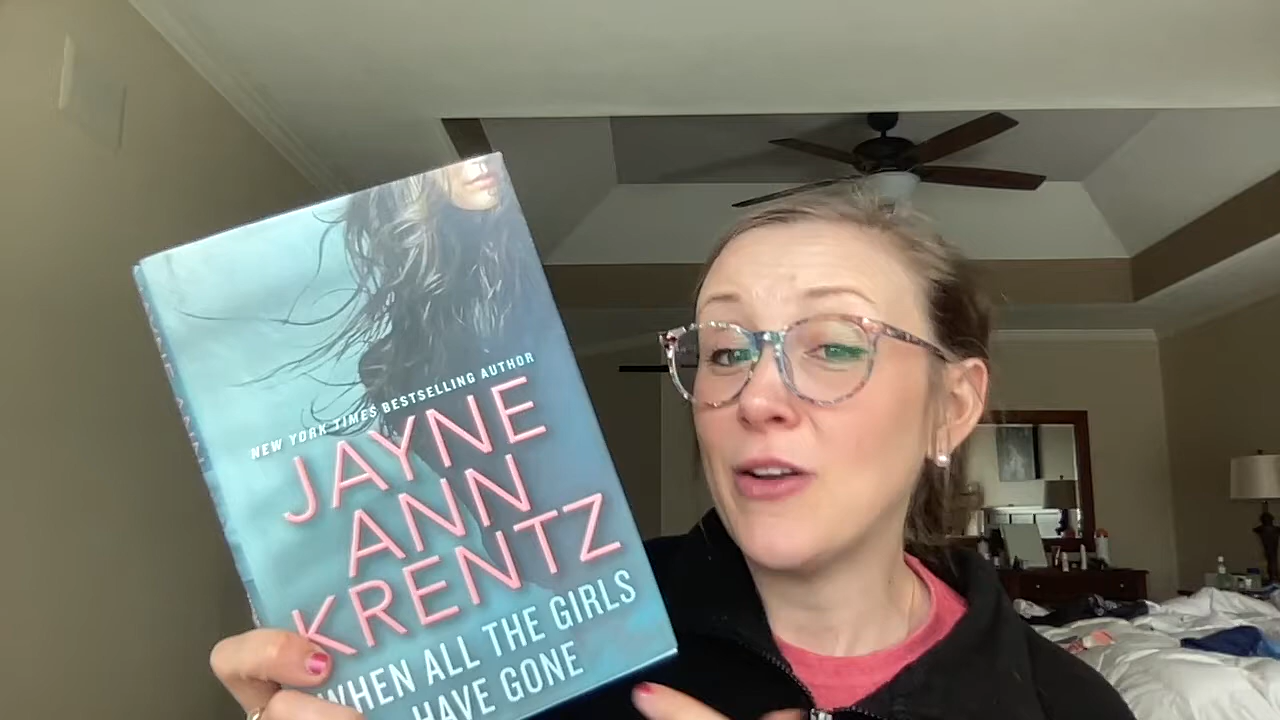 NEW YORK TIMES BESTSELLING AUTHOR
JAYNE
ANN
KRENTZ
WHEN ALL THE GIRLS
HAVE GONE